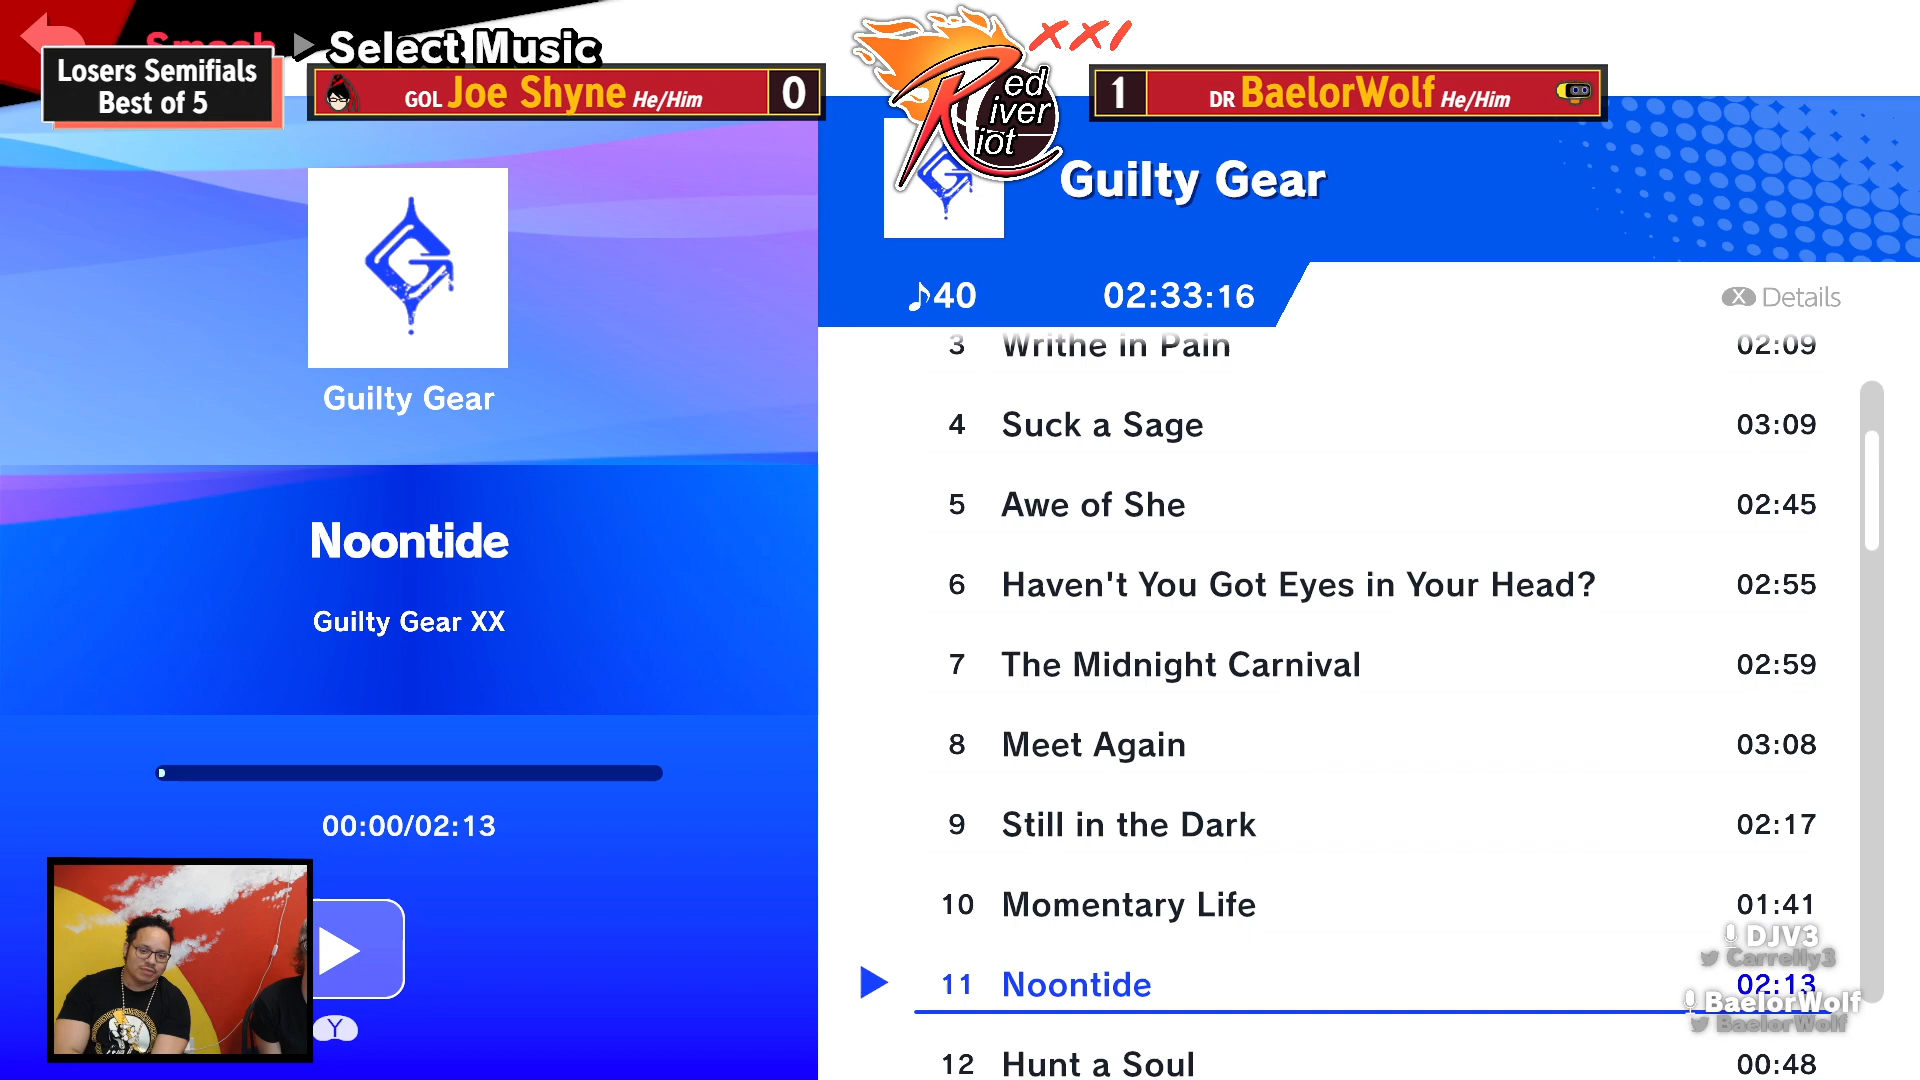 Smash
Select Music
Losers Semifials
Best of 5
GOL Joe Shyne He/Him 0
Red River Riot XXI
1 DR BaelorWolf He/Him
Guilty Gear
Guilty Gear
♪40 02:33:16
X Details
3 Writhe in Pain 02:09
4 Suck a Sage 03:09
5 Awe of She 02:45
6 Haven't You Got Eyes in Your Head? 02:55
7 The Midnight Carnival 02:59
8 Meet Again 03:08
9 Still in the Dark 02:17
10 Momentary Life 01:41
11 Noontide 02:13
12 Hunt a Soul 00:48
Noontide
Guilty Gear XX
00:00/02:13
Y
DJV3
Carrelly3
BaelorWolf
BaelorWolf